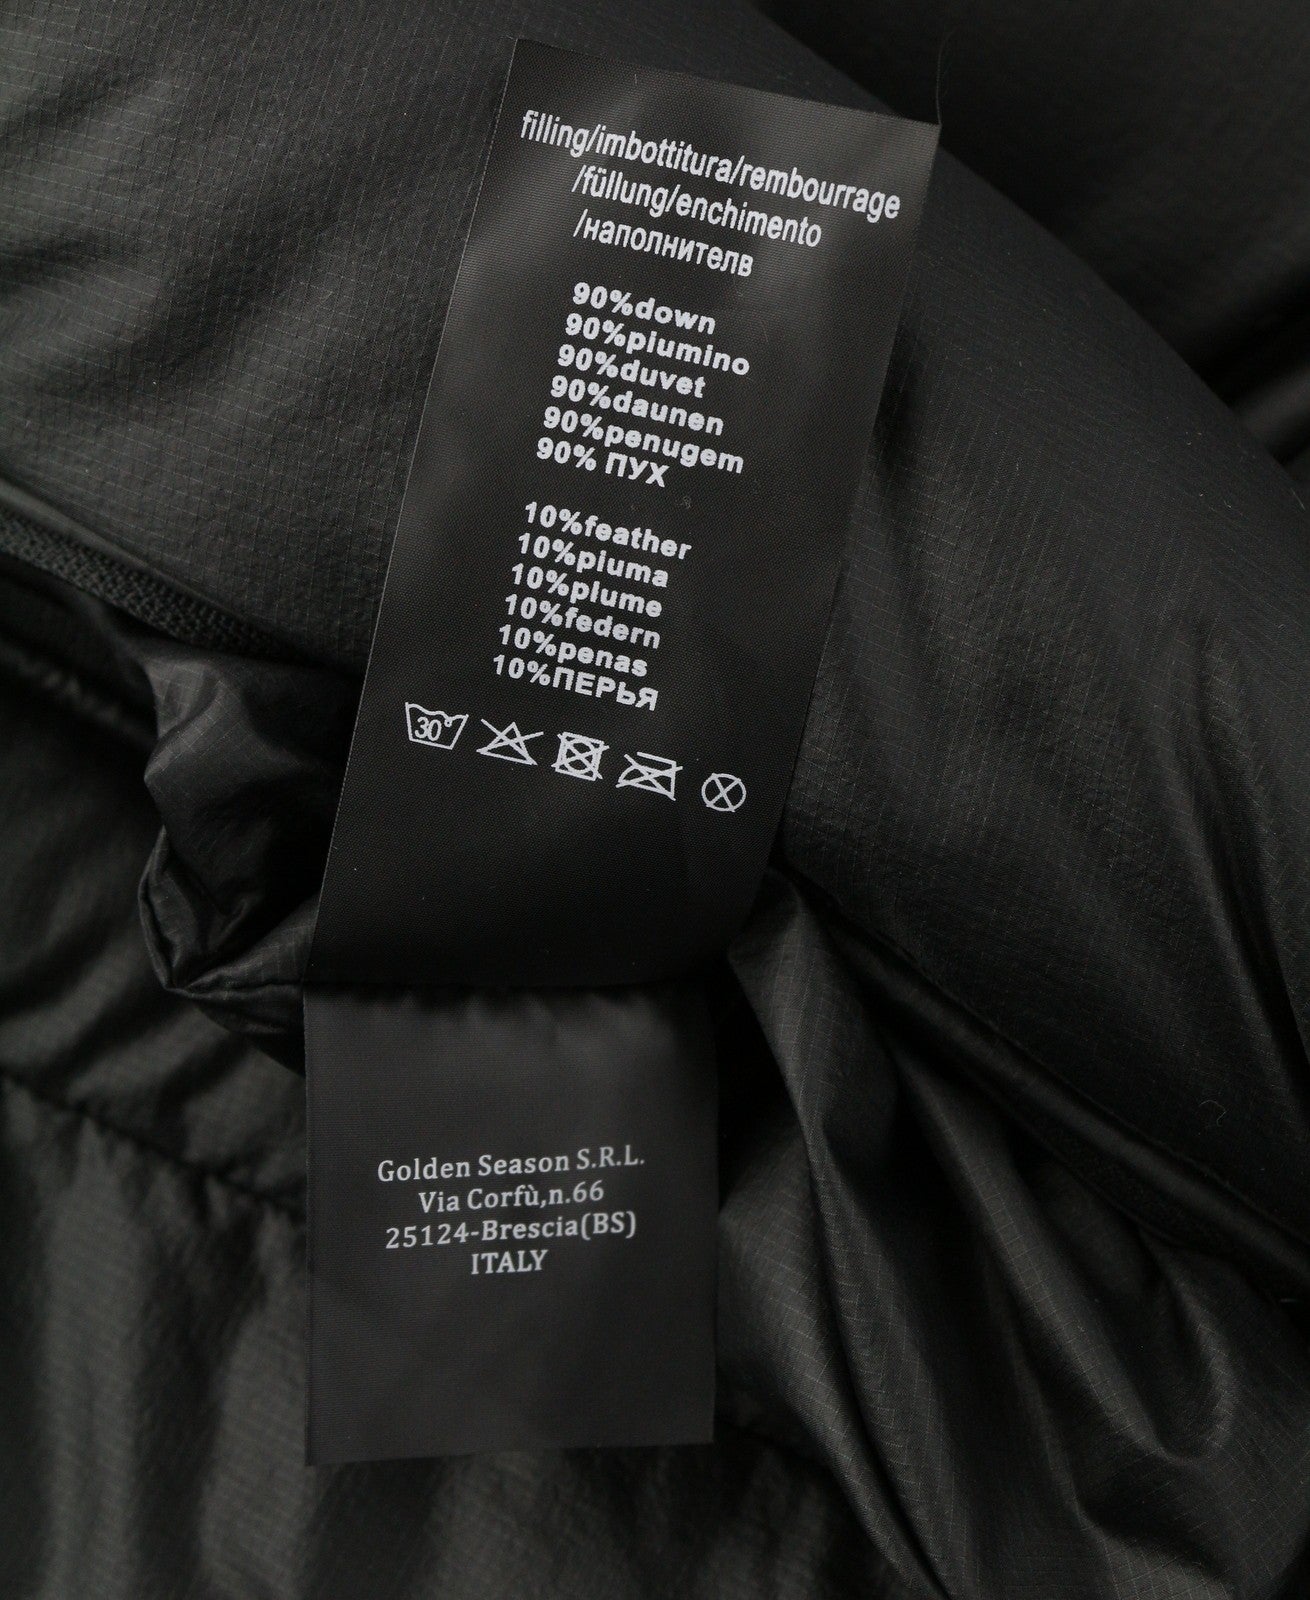 filling/imbottitura/rembourrage
/füllung/enchimento
/наполнителв
90%down
90%piumino
90%duvet
90%daunen
90%penugem
90% ПУХ
10%feather
10%piuma
10%plume
10%federn
10%penas
10%ПЕРЬЯ
30°
Golden Season S.R.L.
Via Corfù,n.66
25124-Brescia(BS)
ITALY